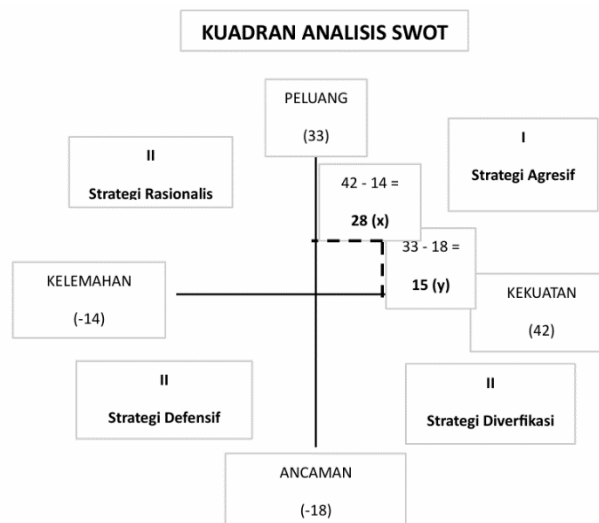 KUADRAN ANALISIS SWOT
PELUANG
(33)
II
Strategi Rasionalis
I
Strategi Agresif
42 - 14 =
28 (x)
33 - 18 =
15 (y)
KELEMAHAN
(-14)
KEKUATAN
(42)
II
Strategi Defensif
II
Strategi Diverfikasi
ANCAMAN
(-18)